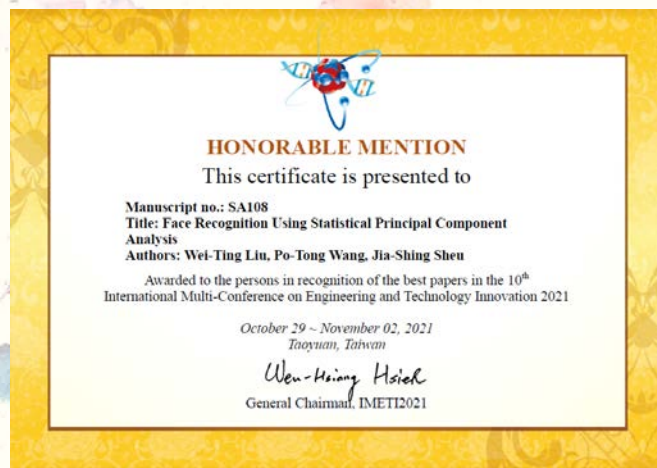 HONORABLE MENTION
This certificate is presented to
Manuscript no.: SA108
Title: Face Recognition Using Statistical Principal Component
Analysis
Authors: Wei-Ting Liu, Po-Tong Wang, Jia-Shing Sheu
Awarded to the persons in recognition of the best papers in the 10th
International Multi-Conference on Engineering and Technology Innovation 2021
October 29 ~ November 02, 2021
Taoyuan, Taiwan
Wen-Hsiang Hsieh
General Chairman, IMETI2021